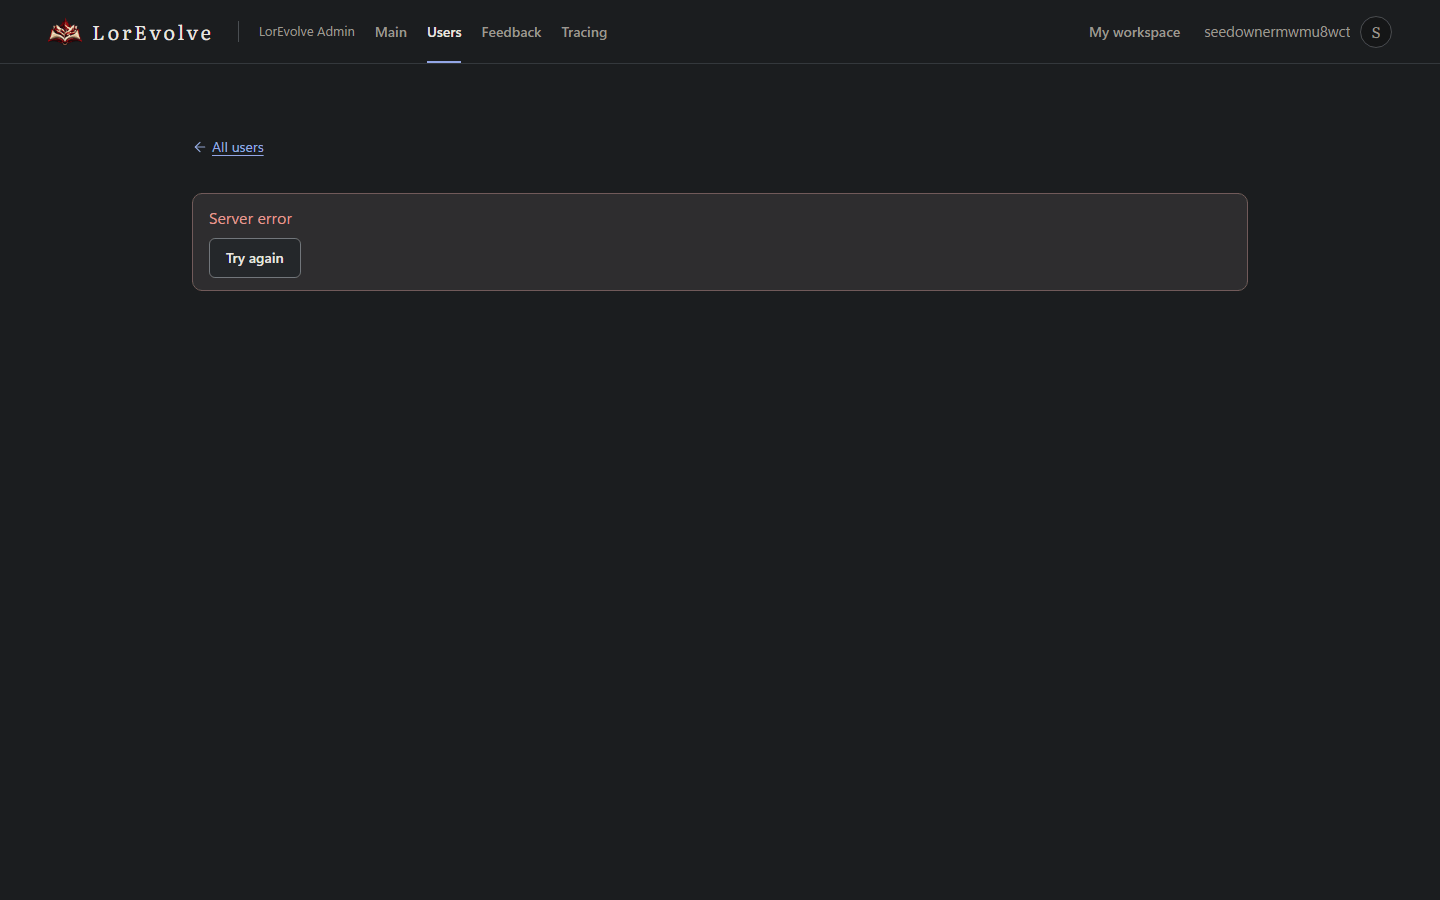 LorEvolve
LorEvolve Admin
Main
Users
Feedback
Tracing
My workspace
seedownermwmu8wct
S
← All users
Server error
Try again